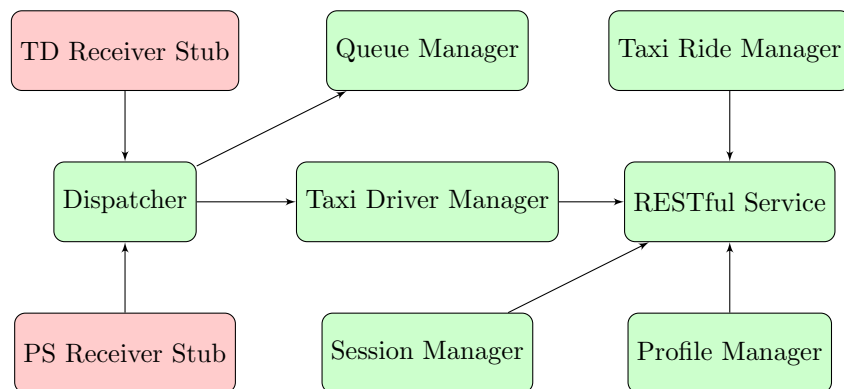 TD Receiver Stub
Queue Manager
Taxi Ride Manager
Dispatcher
Taxi Driver Manager
RESTful Service
PS Receiver Stub
Session Manager
Profile Manager